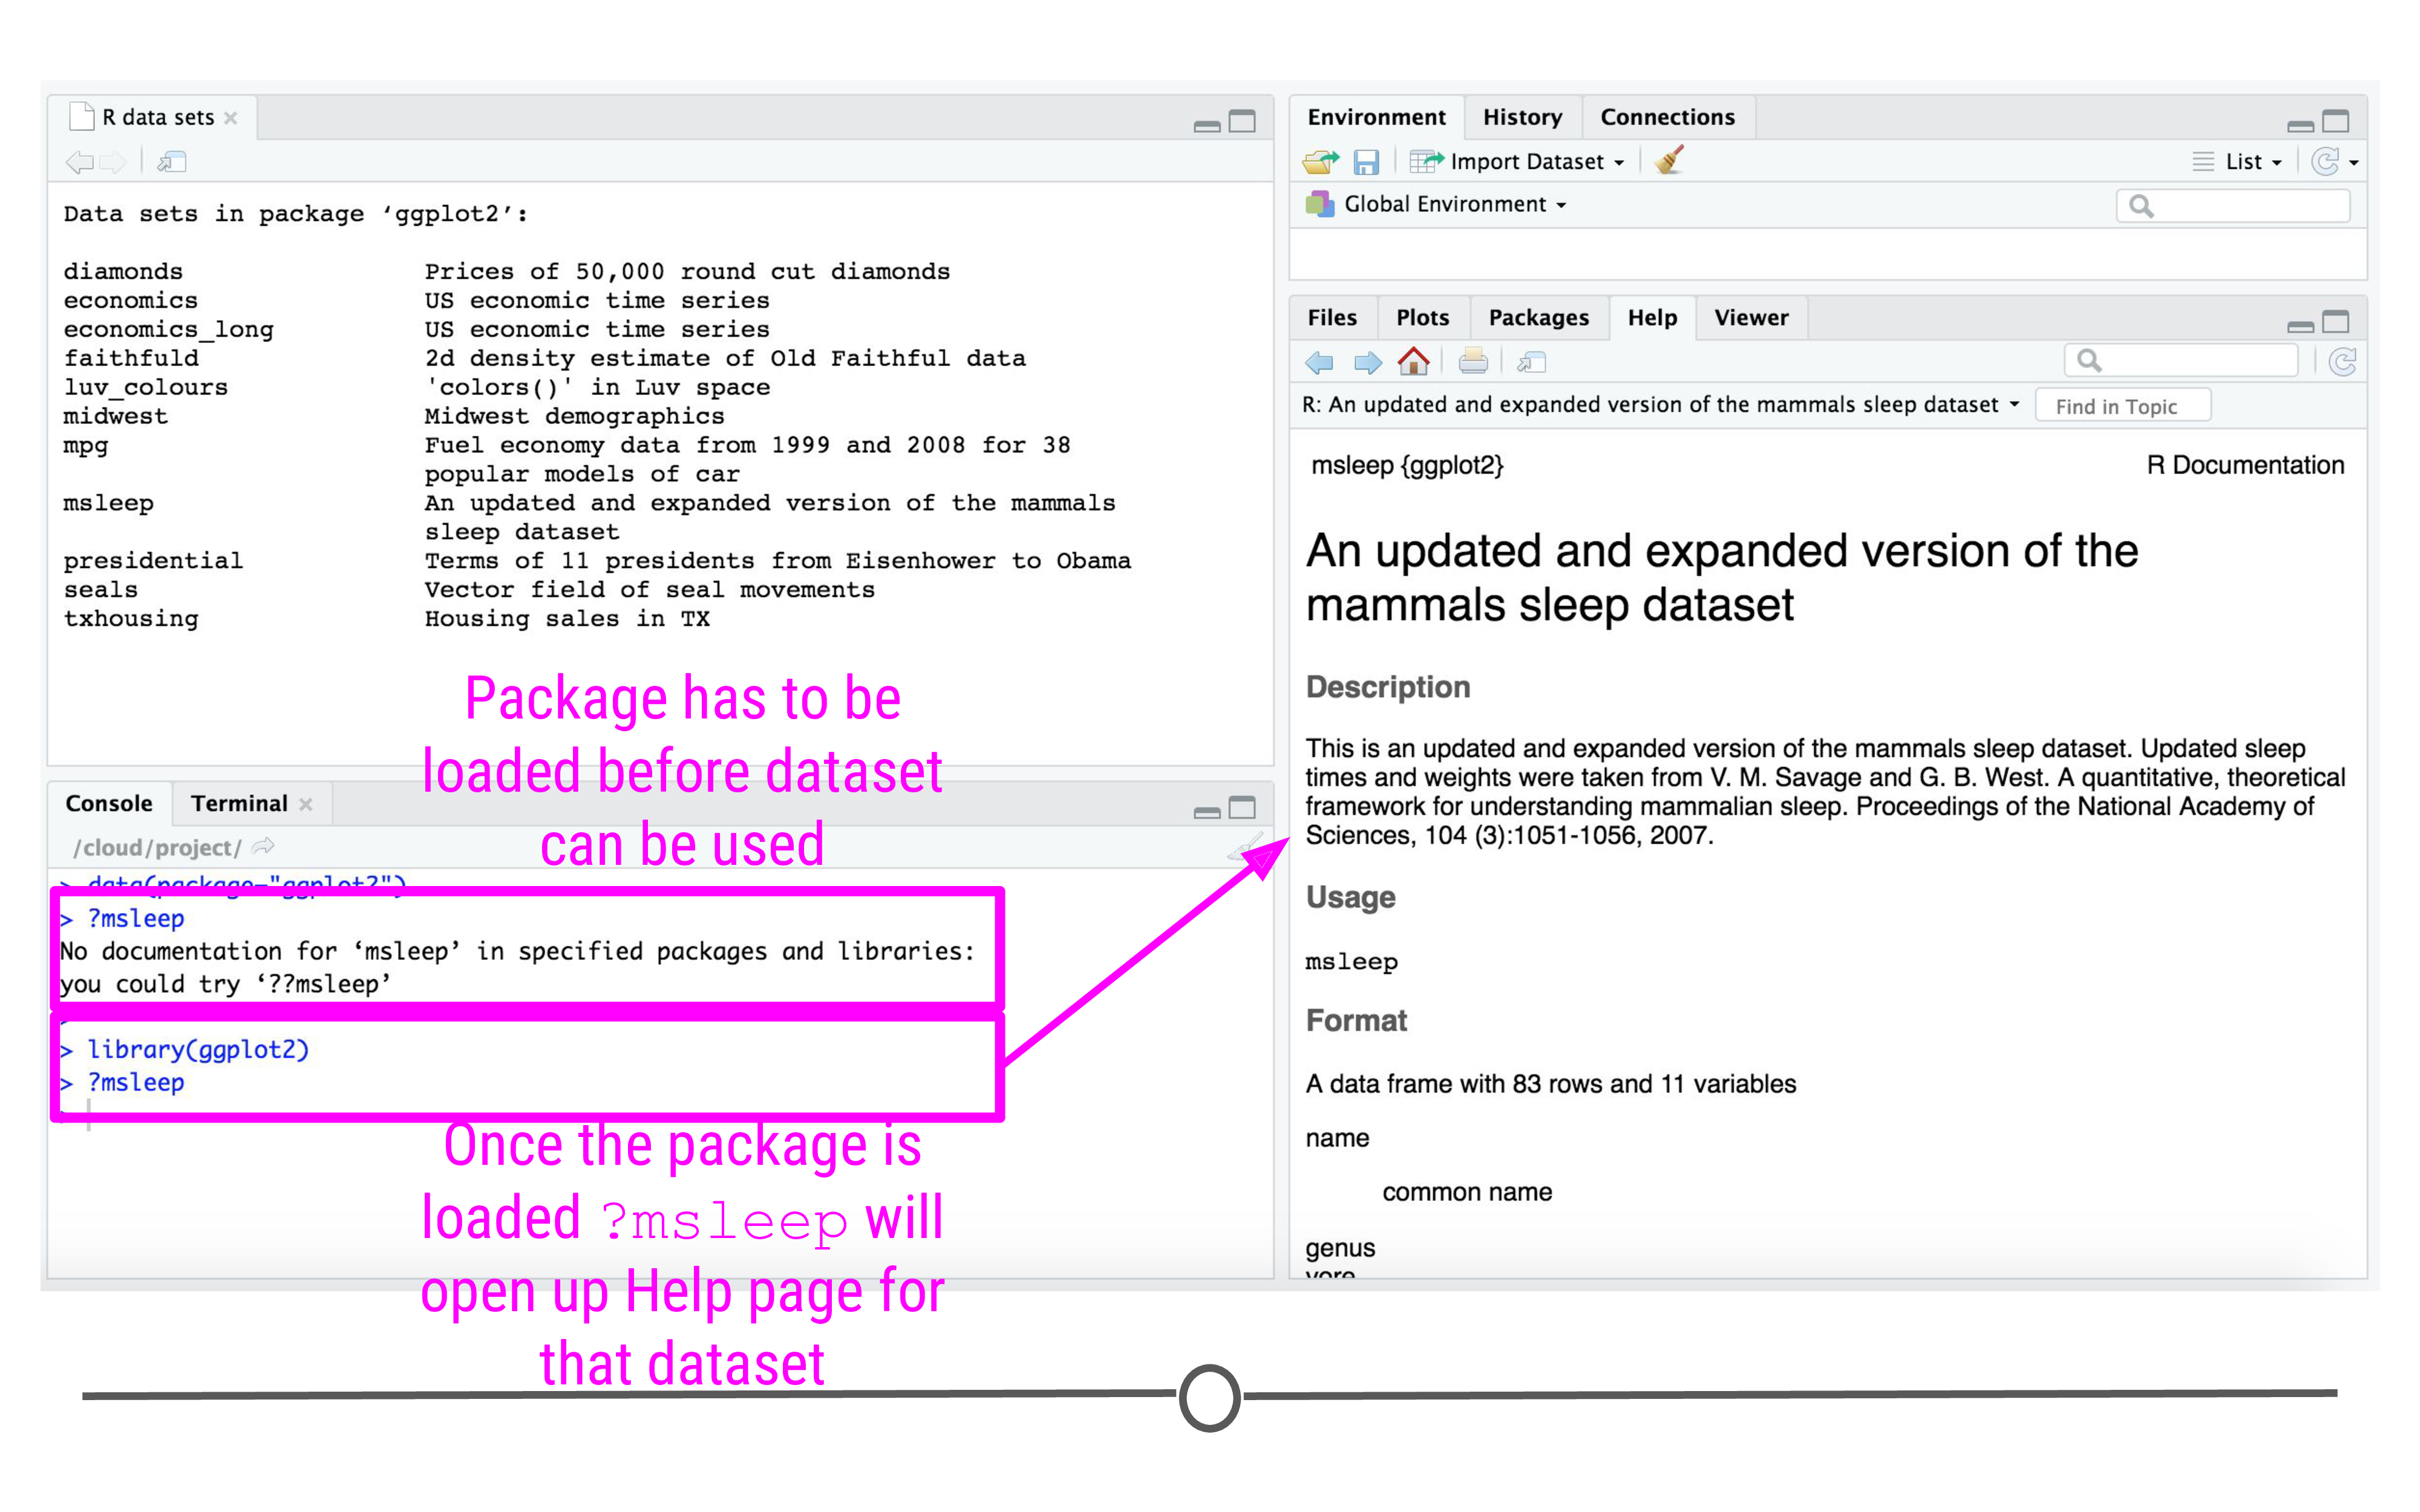 R data sets
Data sets in package ‘ggplot2’:
diamonds Prices of 50,000 round cut diamonds
economics US economic time series
economics_long US economic time series
faithfuld 2d density estimate of Old Faithful data
luv_colours 'colors()' in Luv space
midwest Midwest demographics
mpg Fuel economy data from 1999 and 2008 for 38
popular models of car
msleep An updated and expanded version of the mammals
sleep dataset
presidential Terms of 11 presidents from Eisenhower to Obama
seals Vector field of seal movements
txhousing Housing sales in TX
Package has to be
loaded before dataset
can be used
Console Terminal
/cloud/project/
> data(package="ggplot2")
> ?msleep
No documentation for ‘msleep’ in specified packages and libraries:
you could try ‘??msleep’
>
> library(ggplot2)
> ?msleep
>
Once the package is
loaded ?msleep will
open up Help page for
that dataset
Environment History Connections
Import Dataset List
Global Environment
Files Plots Packages Help Viewer
R: An updated and expanded version of the mammals sleep dataset Find in Topic
msleep {ggplot2} R Documentation
An updated and expanded version of the
mammals sleep dataset
Description
This is an updated and expanded version of the mammals sleep dataset. Updated sleep
times and weights were taken from V. M. Savage and G. B. West. A quantitative, theoretical
framework for understanding mammalian sleep. Proceedings of the National Academy of
Sciences, 104 (3):1051-1056, 2007.
Usage
msleep
Format
A data frame with 83 rows and 11 variables
name
common name
genus
vore